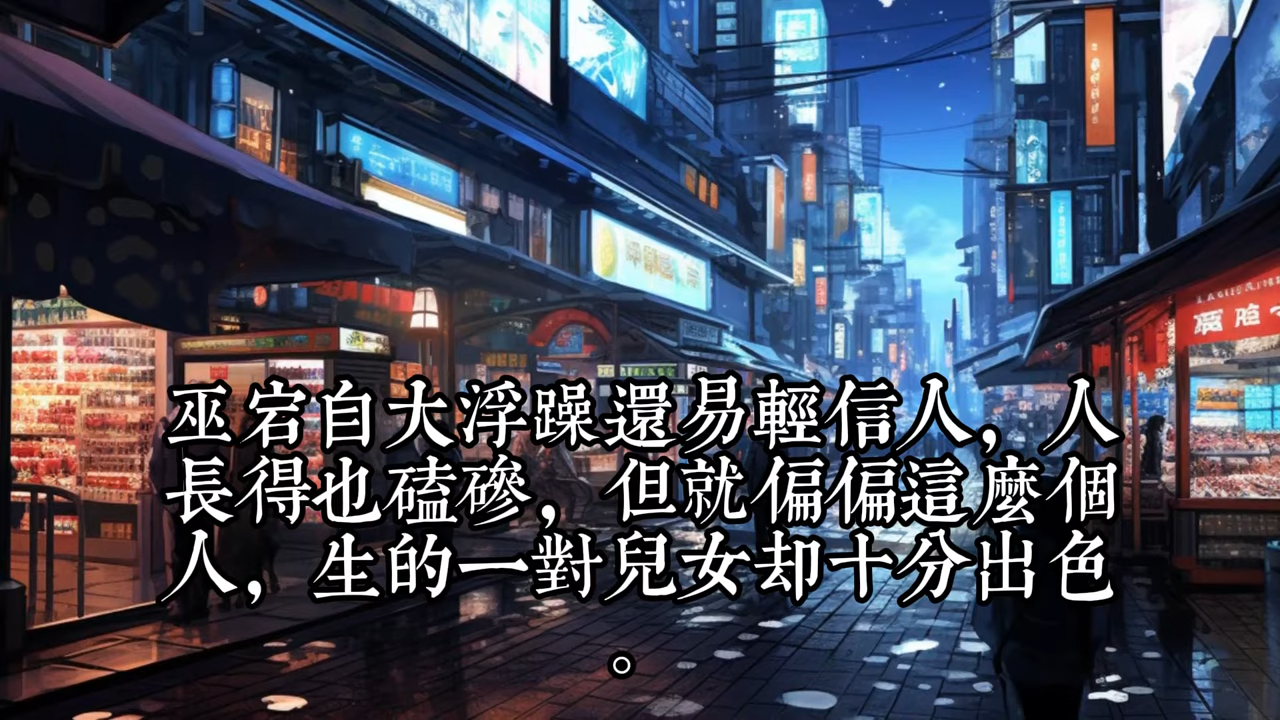 巫宕自大浮躁還易輕信人，人
長得也磕磣，但就偏偏這麼個
人，生的一對兒女却十分出色
。